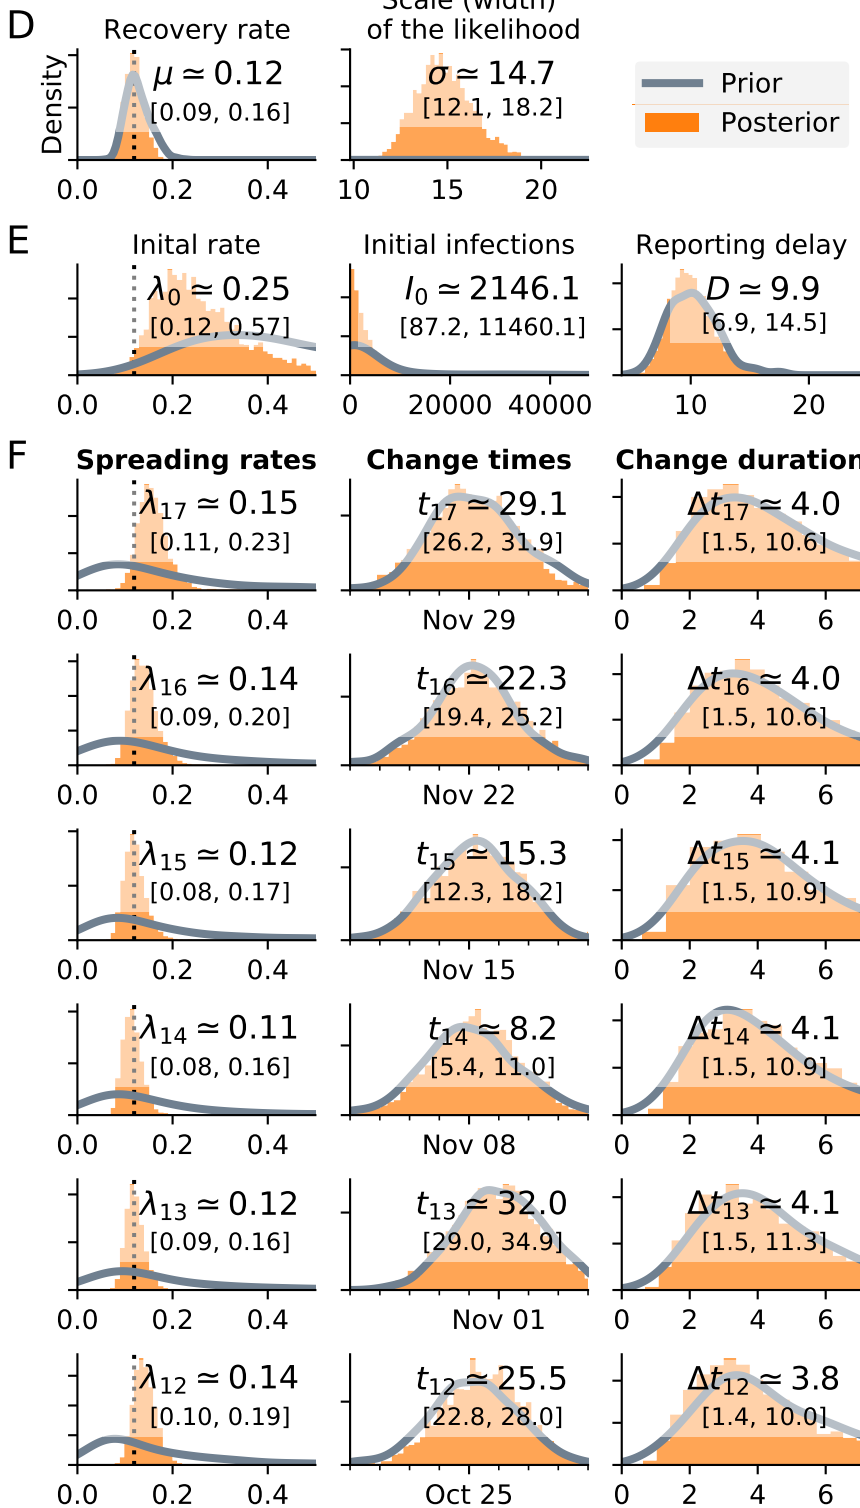 D
Recovery rate
Scale (width)
of the likelihood
Density
μ ≃ 0.12
[0.09, 0.16]
0.0 0.2 0.4
σ ≃ 14.7
[12.1, 18.2]
10 15 20
Prior
Posterior
E
Inital rate
λ0 ≃ 0.25
[0.12, 0.57]
0.0 0.2 0.4
Initial infections
I0 ≃ 2146.1
[87.2, 11460.1]
0 20000 40000
Reporting delay
D ≃ 9.9
[6.9, 14.5]
10 20
F
Spreading rates
Change times
Change duration
λ17 ≃ 0.15
[0.11, 0.23]
0.0 0.2 0.4
t17 ≃ 29.1
[26.2, 31.9]
Nov 29
Δt17 ≃ 4.0
[1.5, 10.6]
0 2 4 6
λ16 ≃ 0.14
[0.09, 0.20]
0.0 0.2 0.4
t16 ≃ 22.3
[19.4, 25.2]
Nov 22
Δt16 ≃ 4.0
[1.5, 10.6]
0 2 4 6
λ15 ≃ 0.12
[0.08, 0.17]
0.0 0.2 0.4
t15 ≃ 15.3
[12.3, 18.2]
Nov 15
Δt15 ≃ 4.1
[1.5, 10.9]
0 2 4 6
λ14 ≃ 0.11
[0.08, 0.16]
0.0 0.2 0.4
t14 ≃ 8.2
[5.4, 11.0]
Nov 08
Δt14 ≃ 4.1
[1.5, 10.9]
0 2 4 6
λ13 ≃ 0.12
[0.09, 0.16]
0.0 0.2 0.4
t13 ≃ 32.0
[29.0, 34.9]
Nov 01
Δt13 ≃ 4.1
[1.5, 11.3]
0 2 4 6
λ12 ≃ 0.14
[0.10, 0.19]
0.0 0.2 0.4
t12 ≃ 25.5
[22.8, 28.0]
Oct 25
Δt12 ≃ 3.8
[1.4, 10.0]
0 2 4 6